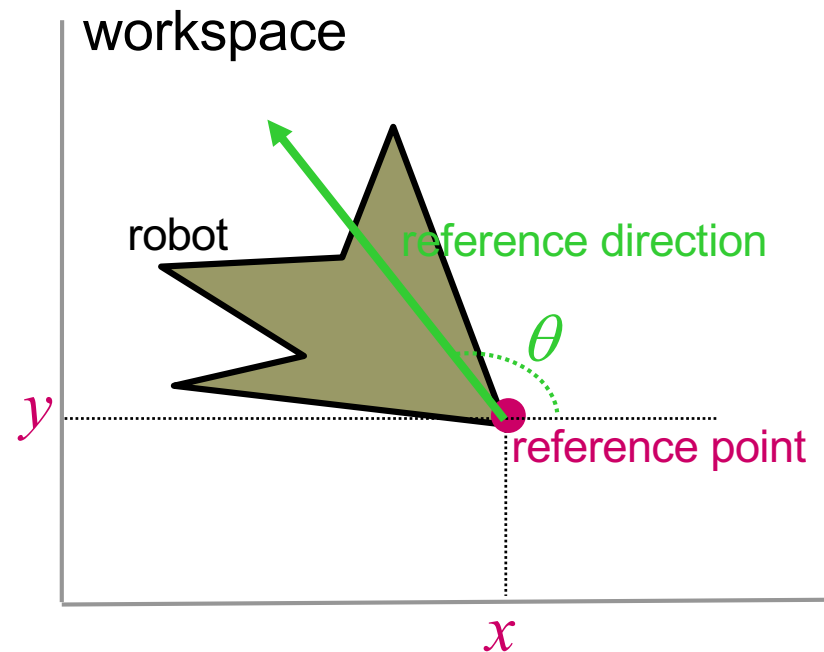 workspace
robot
reference direction
θ
y
reference point
x